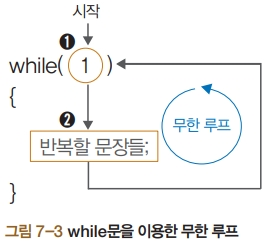 시작
❶
while( 1 )
{
❷
반복할 문장들;
무한 루프
}
그림 7-3 while문을 이용한 무한 루프